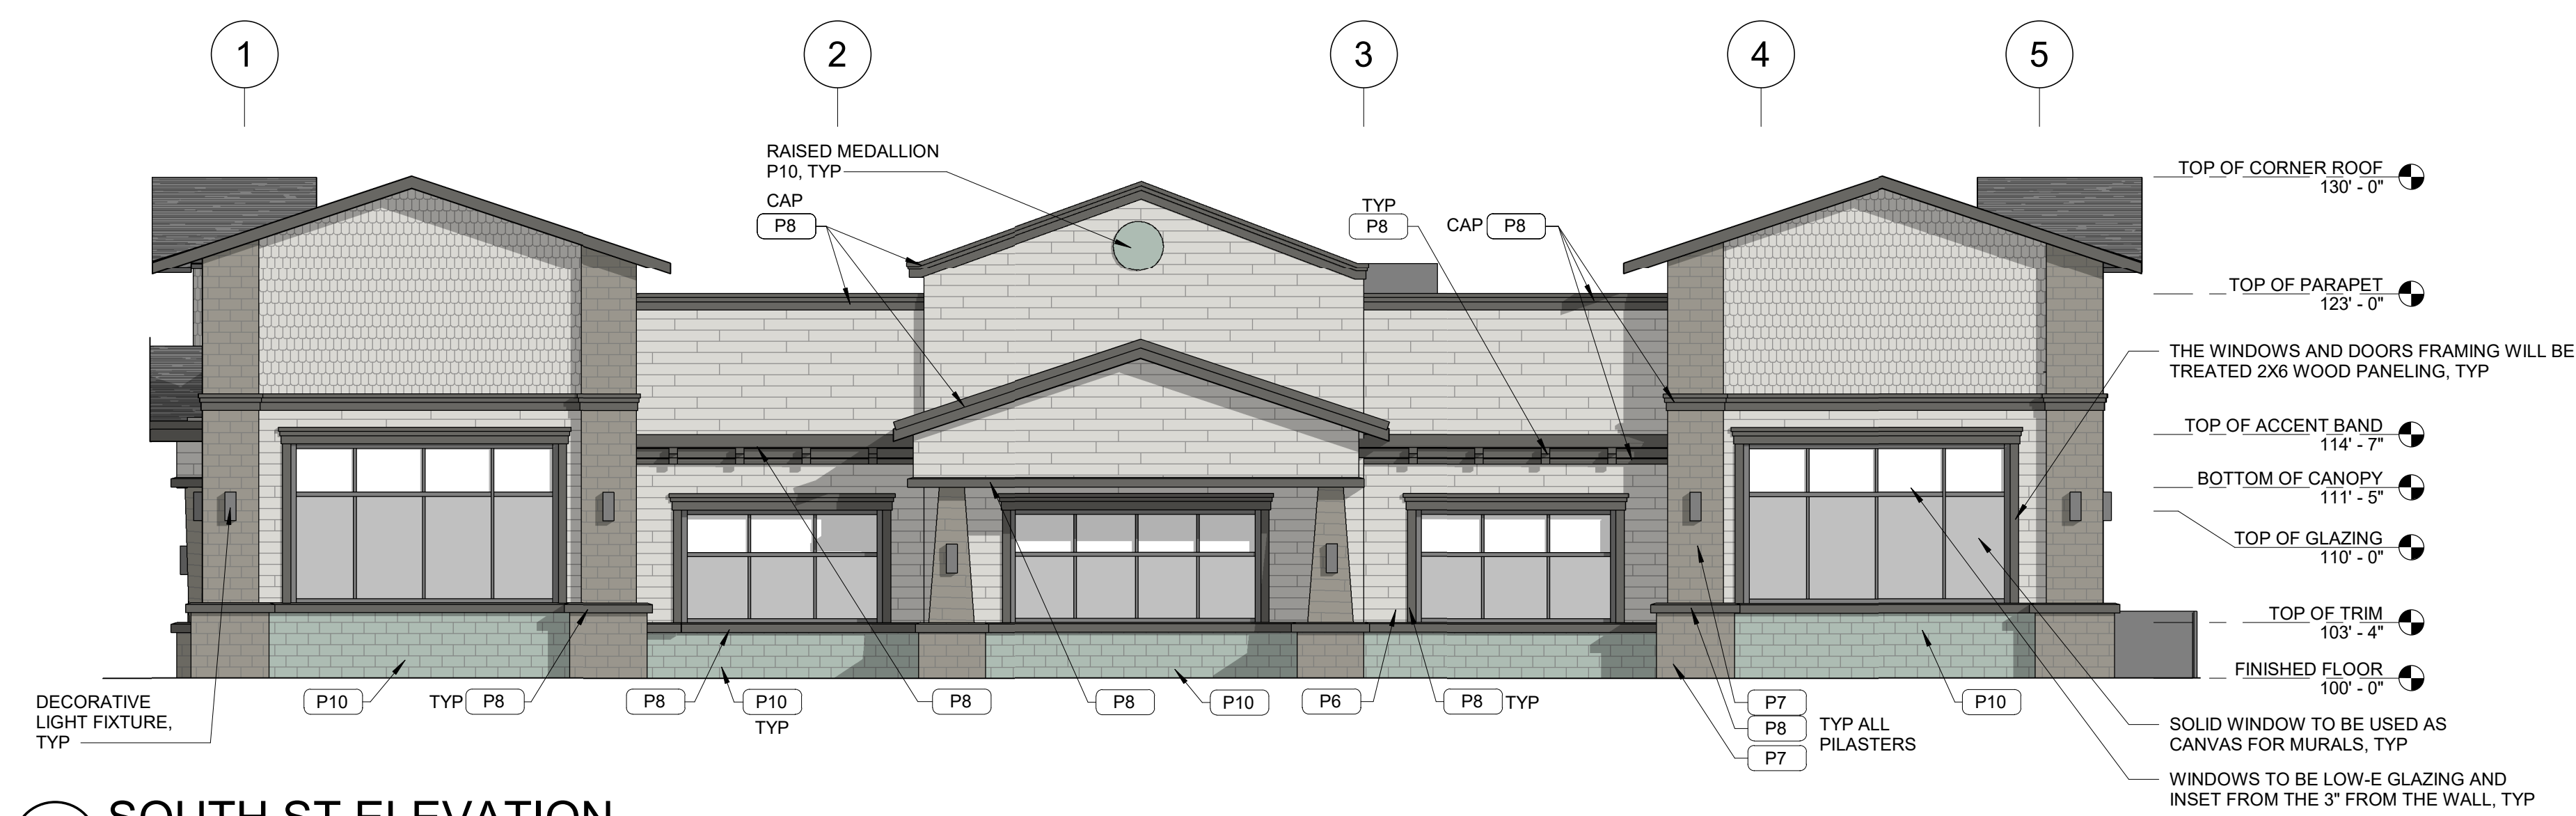 1
2
3
4
5
RAISED MEDALLION
P10, TYP
CAP
P8
TYP
P8
CAP P8
TOP OF CORNER ROOF
130' - 0"
TOP OF PARAPET
123' - 0"
THE WINDOWS AND DOORS FRAMING WILL BE
TREATED 2X6 WOOD PANELING, TYP
TOP OF ACCENT BAND
114' - 7"
BOTTOM OF CANOPY
111' - 5"
TOP OF GLAZING
110' - 0"
TOP OF TRIM
103' - 4"
FINISHED FLOOR
100' - 0"
DECORATIVE
LIGHT FIXTURE,
TYP
P10
TYP P8
P8
P10
TYP
P8
P8
P10
P6
P8 TYP
P7
P8
P7
TYP ALL
PILASTERS
P10
SOLID WINDOW TO BE USED AS
CANVAS FOR MURALS, TYP
WINDOWS TO BE LOW-E GLAZING AND
INSET FROM THE 3" FROM THE WALL, TYP
SOUTH ST ELEVATION